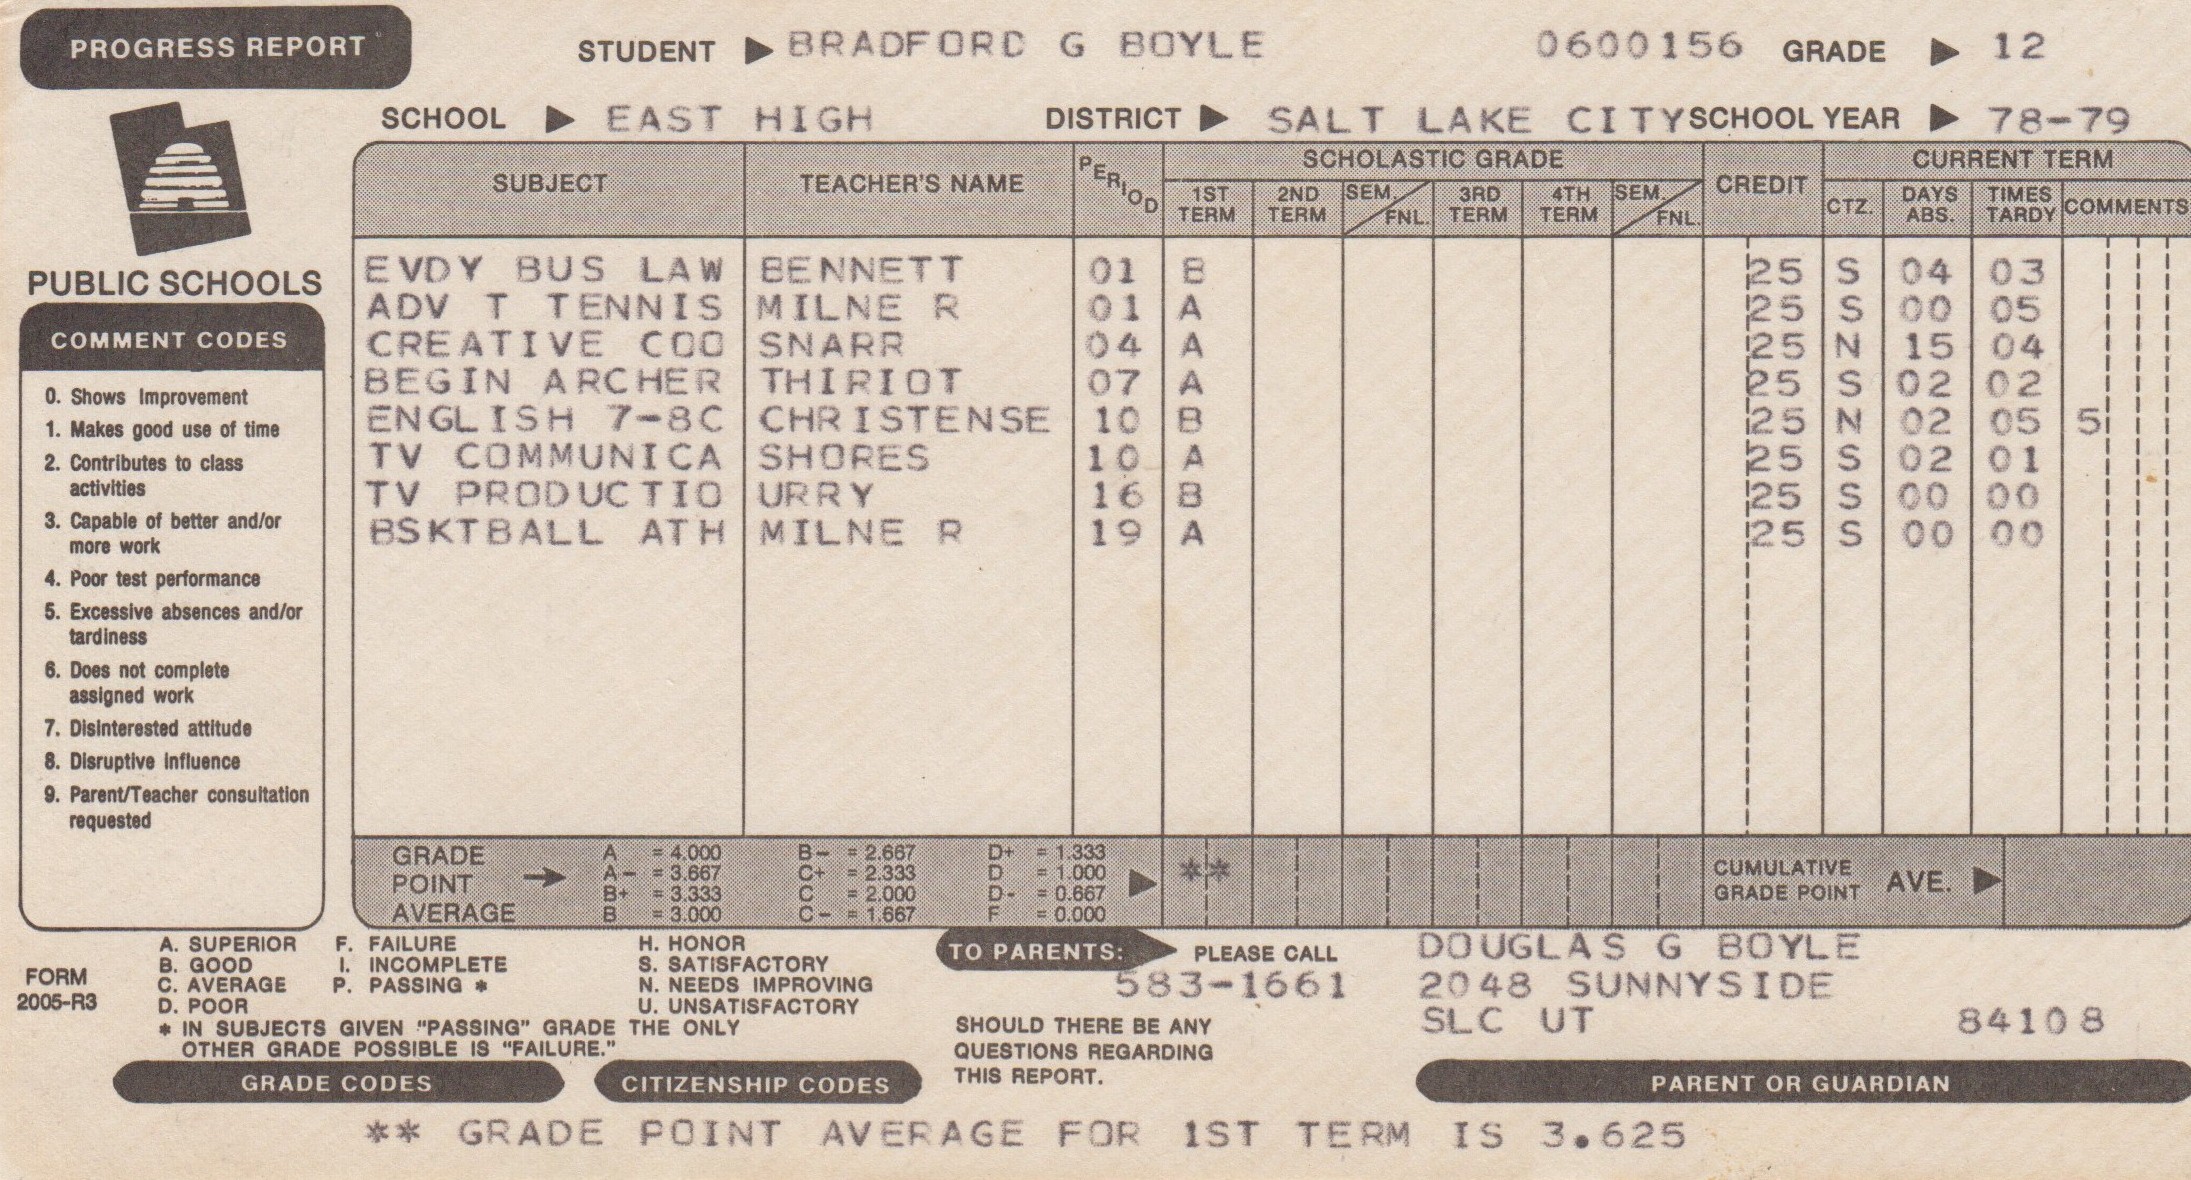 PROGRESS REPORT
STUDENT ▶ BRADFORD G BOYLE 0600156 GRADE ▶ 12
SCHOOL ▶ EAST HIGH DISTRICT ▶ SALT LAKE CITY SCHOOL YEAR ▶ 78-79
PUBLIC SCHOOLS
COMMENT CODES
0. Shows Improvement
1. Makes good use of time
2. Contributes to class
activities
3. Capable of better and/or
more work
4. Poor test performance
5. Excessive absences and/or
tardiness
6. Does not complete
assigned work
7. Disinterested attitude
8. Disruptive influence
9. Parent/Teacher consultation
requested
SUBJECT TEACHER'S NAME PERIOD SCHOLASTIC GRADE CREDIT CURRENT TERM
1ST TERM 2ND TERM SEM. FNL. 3RD TERM 4TH TERM SEM. FNL. CTZ. DAYS ABS. TIMES TARDY COMMENTS
EVDY BUS LAW BENNETT 01 B 25 S 04 03
ADV T TENNIS MILNE R 01 A 25 S 00 05
CREATIVE COO SNARR 04 A 25 N 15 04
BEGIN ARCHER THIRIOT 07 A 25 S 02 02
ENGLISH 7-8C CHRISTENSE 10 B 25 N 02 05 5
TV COMMUNICA SHORES 10 A 25 S 02 01
TV PRODUCTIO URRY 16 B 25 S 00 00
BSKTBALL ATH MILNE R 19 A 25 S 00 00
GRADE POINT AVERAGE → **
A = 4.000 B- = 2.667 D+ = 1.333
A- = 3.667 C+ = 2.333 D = 1.000
B+ = 3.333 C = 2.000 D- = 0.667
B = 3.000 C- = 1.667 F = 0.000
CUMULATIVE GRADE POINT AVE. ▶
FORM
2005-R3
A. SUPERIOR F. FAILURE
B. GOOD I. INCOMPLETE
C. AVERAGE P. PASSING *
D. POOR
* IN SUBJECTS GIVEN "PASSING" GRADE THE ONLY
OTHER GRADE POSSIBLE IS "FAILURE."
GRADE CODES
H. HONOR
S. SATISFACTORY
N. NEEDS IMPROVING
U. UNSATISFACTORY
CITIZENSHIP CODES
TO PARENTS: PLEASE CALL
583-1661
SHOULD THERE BE ANY
QUESTIONS REGARDING
THIS REPORT.
DOUGLAS G BOYLE
2048 SUNNYSIDE
SLC UT 84108
PARENT OR GUARDIAN
** GRADE POINT AVERAGE FOR 1ST TERM IS 3.625